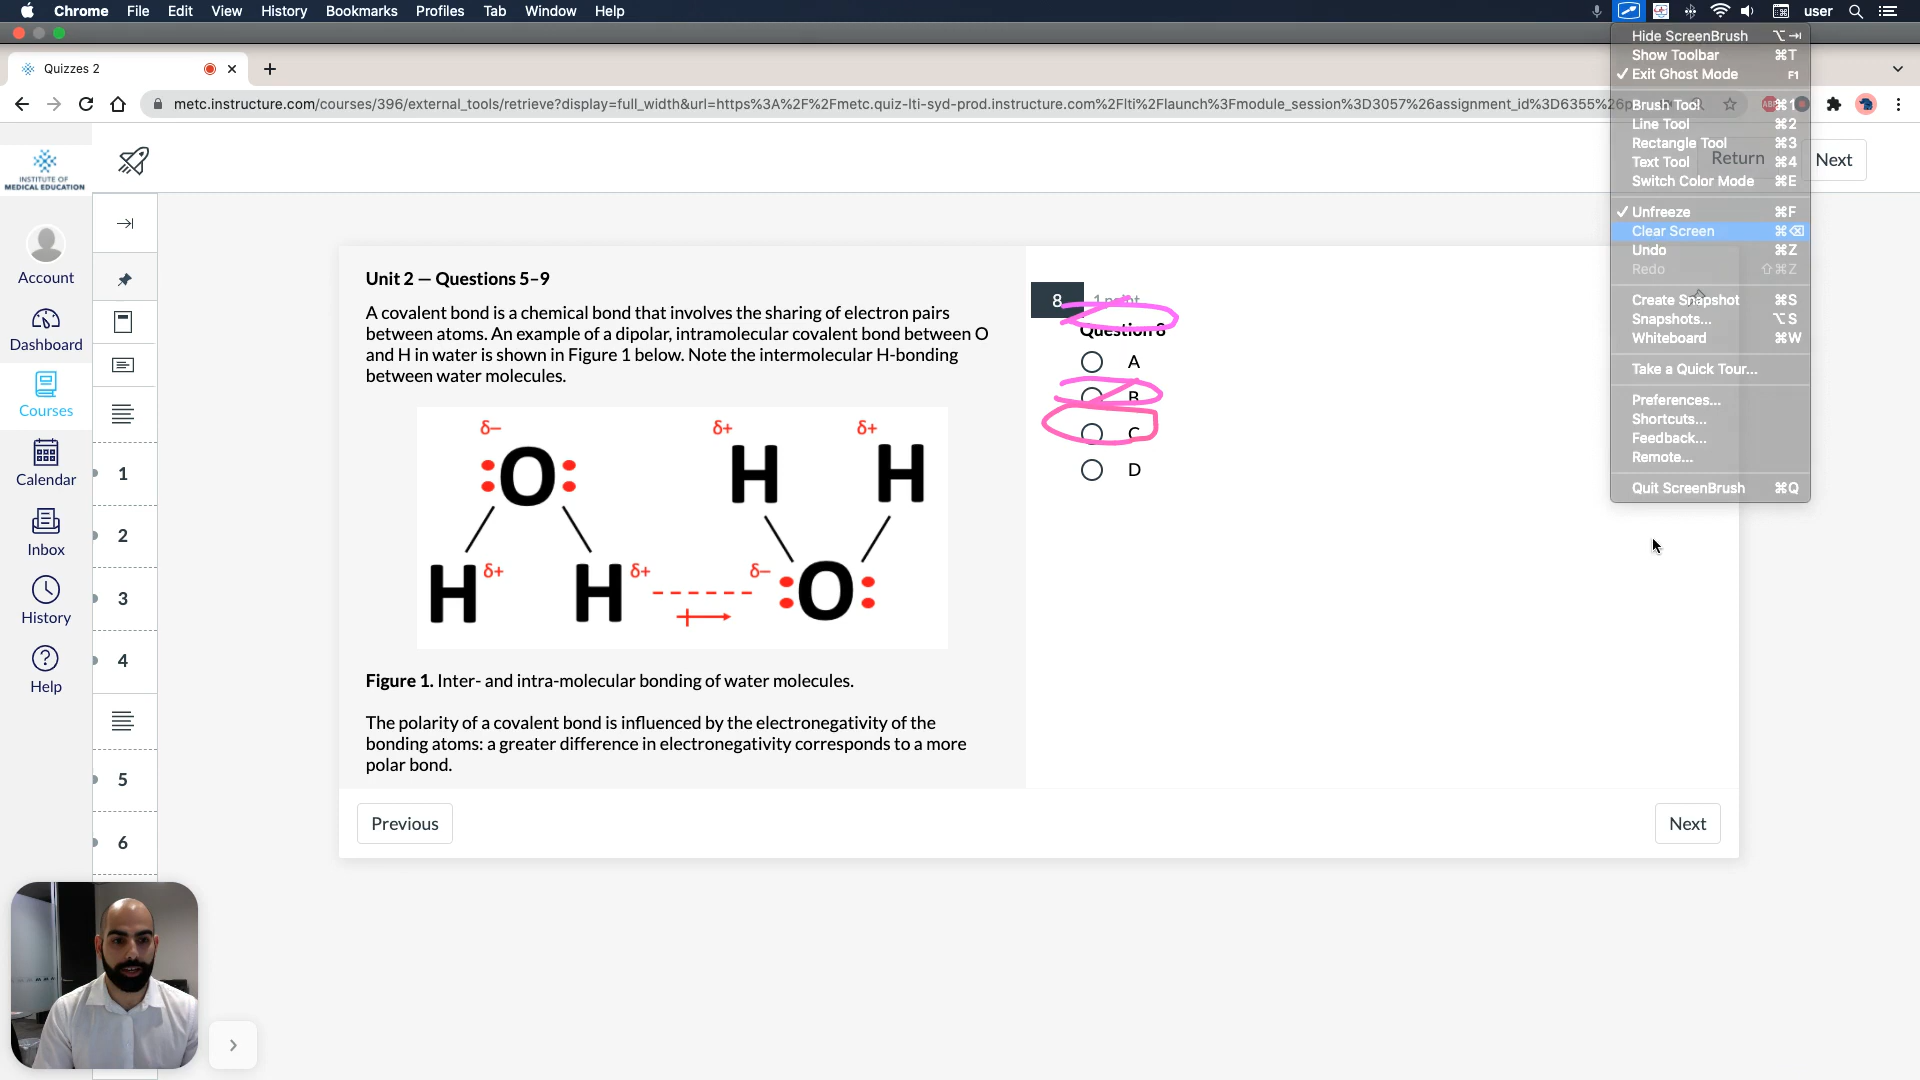 Chrome File Edit View History Bookmarks Profiles Tab Window Help
user
Quizzes 2
metc.instructure.com/courses/396/external_tools/retrieve?display=full_width&url=https%3A%2F%2Fmetc.quiz-lti-syd-prod.instructure.com%2Flti%2Flaunch%3Fmodule_session%3D3057%26assignment_id%3D6355%26p
Hide ScreenBrush
Show Toolbar ⌘T
✓ Exit Ghost Mode F1
Brush Tool ⌘1
Line Tool ⌘2
Rectangle Tool ⌘3
Text Tool ⌘4
Switch Color Mode ⌘E
✓ Unfreeze ⌘F
Clear Screen ⌘⌫
Undo ⌘Z
Redo ⇧⌘Z
Create Snapshot ⌘S
Snapshots... ⌥S
Whiteboard ⌘W
Take a Quick Tour...
Preferences...
Shortcuts...
Feedback...
Remote...
Quit ScreenBrush ⌘Q
Return Next
INSTITUTE OF
MEDICAL EDUCATION
Account
Dashboard
Courses
Calendar
Inbox
History
Help
1
2
3
4
5
6
Unit 2 — Questions 5–9
A covalent bond is a chemical bond that involves the sharing of electron pairs
between atoms. An example of a dipolar, intramolecular covalent bond between O
and H in water is shown in Figure 1 below. Note the intermolecular H-bonding
between water molecules.
δ– δ+ δ+
:O: H H
H δ+ H δ+ δ– :O:
Figure 1. Inter- and intra-molecular bonding of water molecules.
The polarity of a covalent bond is influenced by the electronegativity of the
bonding atoms: a greater difference in electronegativity corresponds to a more
polar bond.
8 1 point
Question 8
A
B
C
D
Previous Next